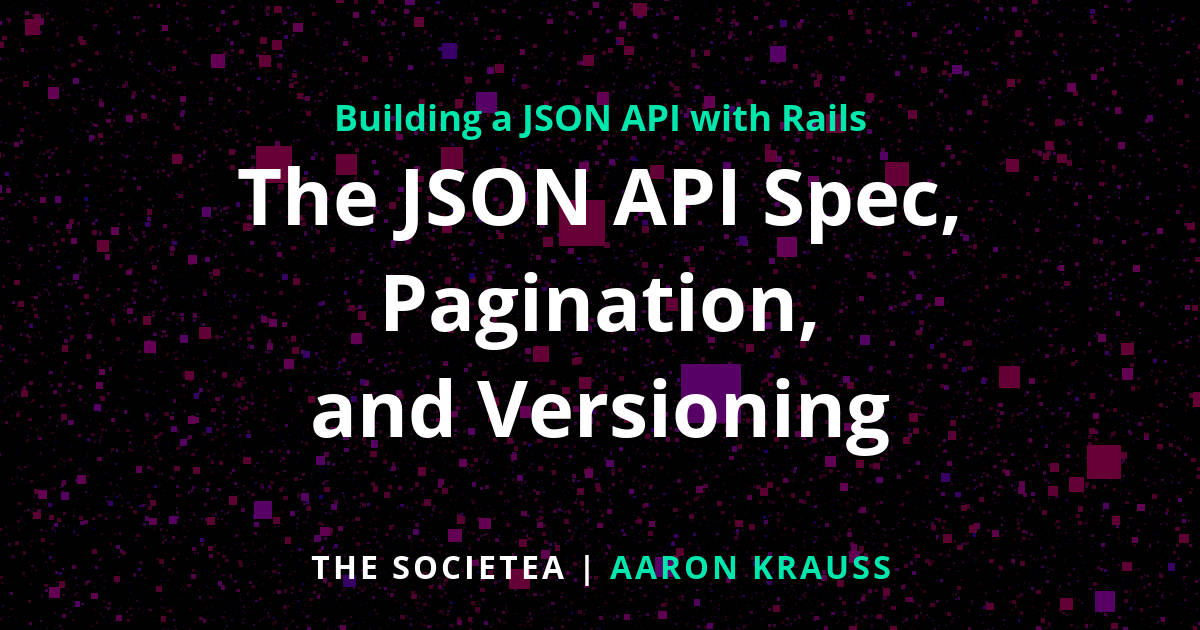 Building a JSON API with Rails
The JSON API Spec,
Pagination,
and Versioning
THE SOCIETEA | AARON KRAUSS